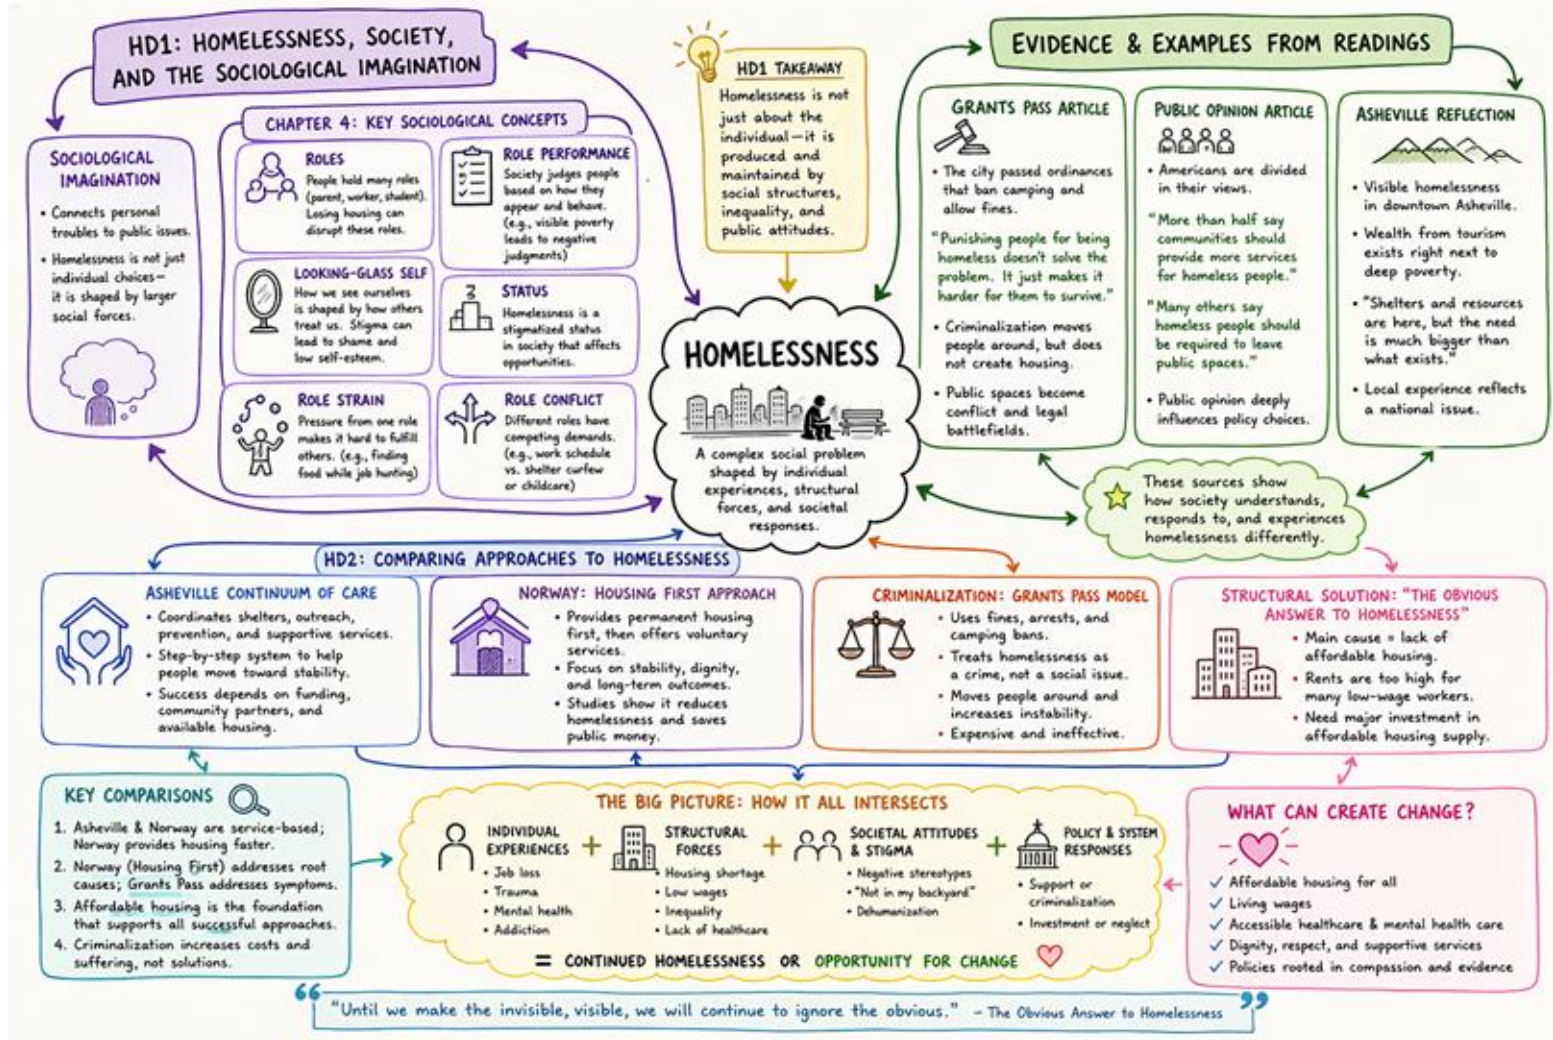 HD1: HOMELESSNESS, SOCIETY,
AND THE SOCIOLOGICAL IMAGINATION
SOCIOLOGICAL
IMAGINATION
• Connects personal
troubles to public issues.
• Homelessness is not just
individual choices—
it is shaped by larger
social forces.
CHAPTER 4: KEY SOCIOLOGICAL CONCEPTS
ROLES
People hold many roles
(parent, worker, student).
Losing housing can
disrupt these roles.
ROLE PERFORMANCE
Society judges people
based on how they
appear and behave.
(e.g., visible poverty
leads to negative
judgments)
LOOKING-GLASS SELF
How we see ourselves
is shaped by how others
treat us. Stigma can
lead to shame and
low self-esteem.
STATUS
Homelessness is a
stigmatized status
in society that affects
opportunities.
ROLE STRAIN
Pressure from one role
makes it hard to fulfill
others. (e.g., finding
food while job hunting)
ROLE CONFLICT
Different roles have
competing demands.
(e.g., work schedule
vs. shelter curfew
or childcare)
HD1 TAKEAWAY
Homelessness is not
just about the
individual—it is
produced and
maintained by
social structures,
inequality, and
public attitudes.
HOMELESSNESS
A complex social problem
shaped by individual
experiences, structural
forces, and societal
responses.
EVIDENCE & EXAMPLES FROM READINGS
GRANTS PASS ARTICLE
• The city passed ordinances
that ban camping and
allow fines.
"Punishing people for being
homeless doesn't solve the
problem. It just makes it
harder for them to survive."
• Criminalization moves
people around, but does
not create housing.
• Public spaces become
conflict and legal
battlefields.
PUBLIC OPINION ARTICLE
• Americans are divided
in their views.
"More than half say
communities should
provide more services
for homeless people."
"Many others say
homeless people should
be required to leave
public spaces."
• Public opinion deeply
influences policy choices.
ASHEVILLE REFLECTION
• Visible homelessness
in downtown Asheville.
• Wealth from tourism
exists right next to
deep poverty.
• "Shelters and resources
are here, but the need
is much bigger than
what exists."
• Local experience reflects
a national issue.
These sources show
how society understands,
responds to, and experiences
homelessness differently.
HD2: COMPARING APPROACHES TO HOMELESSNESS
ASHEVILLE CONTINUUM OF CARE
• Coordinates shelters, outreach,
prevention, and supportive services.
• Step-by-step system to help
people move toward stability.
• Success depends on funding,
community partners, and
available housing.
NORWAY: HOUSING FIRST APPROACH
• Provides permanent housing
first, then offers voluntary
services.
• Focus on stability, dignity,
and long-term outcomes.
• Studies show it reduces
homelessness and saves
public money.
CRIMINALIZATION: GRANTS PASS MODEL
• Uses fines, arrests, and
camping bans.
• Treats homelessness as
a crime, not a social issue.
• Moves people around and
increases instability.
• Expensive and ineffective.
STRUCTURAL SOLUTION: "THE OBVIOUS
ANSWER TO HOMELESSNESS"
• Main cause = lack of
affordable housing.
• Rents are too high for
many low-wage workers.
• Need major investment in
affordable housing supply.
KEY COMPARISONS
1. Asheville & Norway are service-based;
Norway provides housing faster.
2. Norway (Housing First) addresses root
causes; Grants Pass addresses symptoms.
3. Affordable housing is the foundation
that supports all successful approaches.
4. Criminalization increases costs and
suffering, not solutions.
THE BIG PICTURE: HOW IT ALL INTERSECTS
INDIVIDUAL
EXPERIENCES
• Job loss
• Trauma
• Mental health
• Addiction
+
STRUCTURAL
FORCES
• Housing shortage
• Low wages
• Inequality
• Lack of healthcare
+
SOCIETAL ATTITUDES
& STIGMA
• Negative stereotypes
• "Not in my backyard"
• Dehumanization
+
POLICY & SYSTEM
RESPONSES
• Support or
criminalization
• Investment or neglect
= CONTINUED HOMELESSNESS OR OPPORTUNITY FOR CHANGE
WHAT CAN CREATE CHANGE?
✓ Affordable housing for all
✓ Living wages
✓ Accessible healthcare & mental health care
✓ Dignity, respect, and supportive services
✓ Policies rooted in compassion and evidence
"Until we make the invisible, visible, we will continue to ignore the obvious." - The Obvious Answer to Homelessness